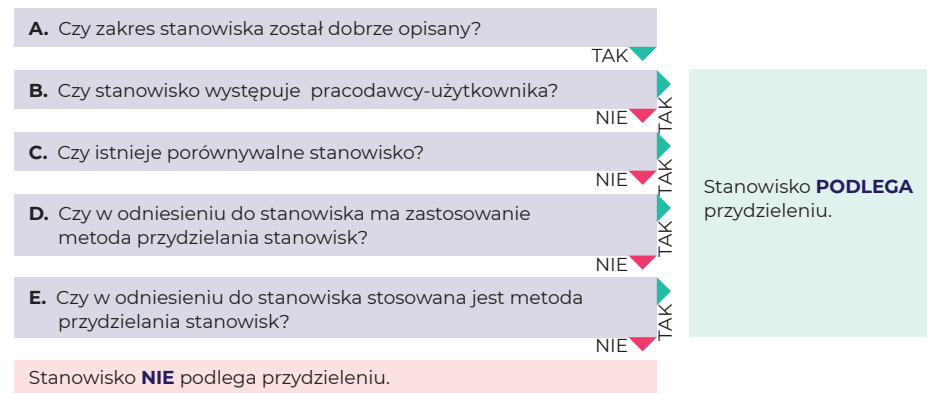 A. Czy zakres stanowiska został dobrze opisany?
TAK
B. Czy stanowisko występuje pracodawcy-użytkownika?
TAK
NIE
C. Czy istnieje porównywalne stanowisko?
TAK
NIE
D. Czy w odniesieniu do stanowiska ma zastosowanie
metoda przydzielania stanowisk?
TAK
NIE
E. Czy w odniesieniu do stanowiska stosowana jest metoda
przydzielania stanowisk?
TAK
NIE
Stanowisko NIE podlega przydzieleniu.
Stanowisko PODLEGA
przydzieleniu.